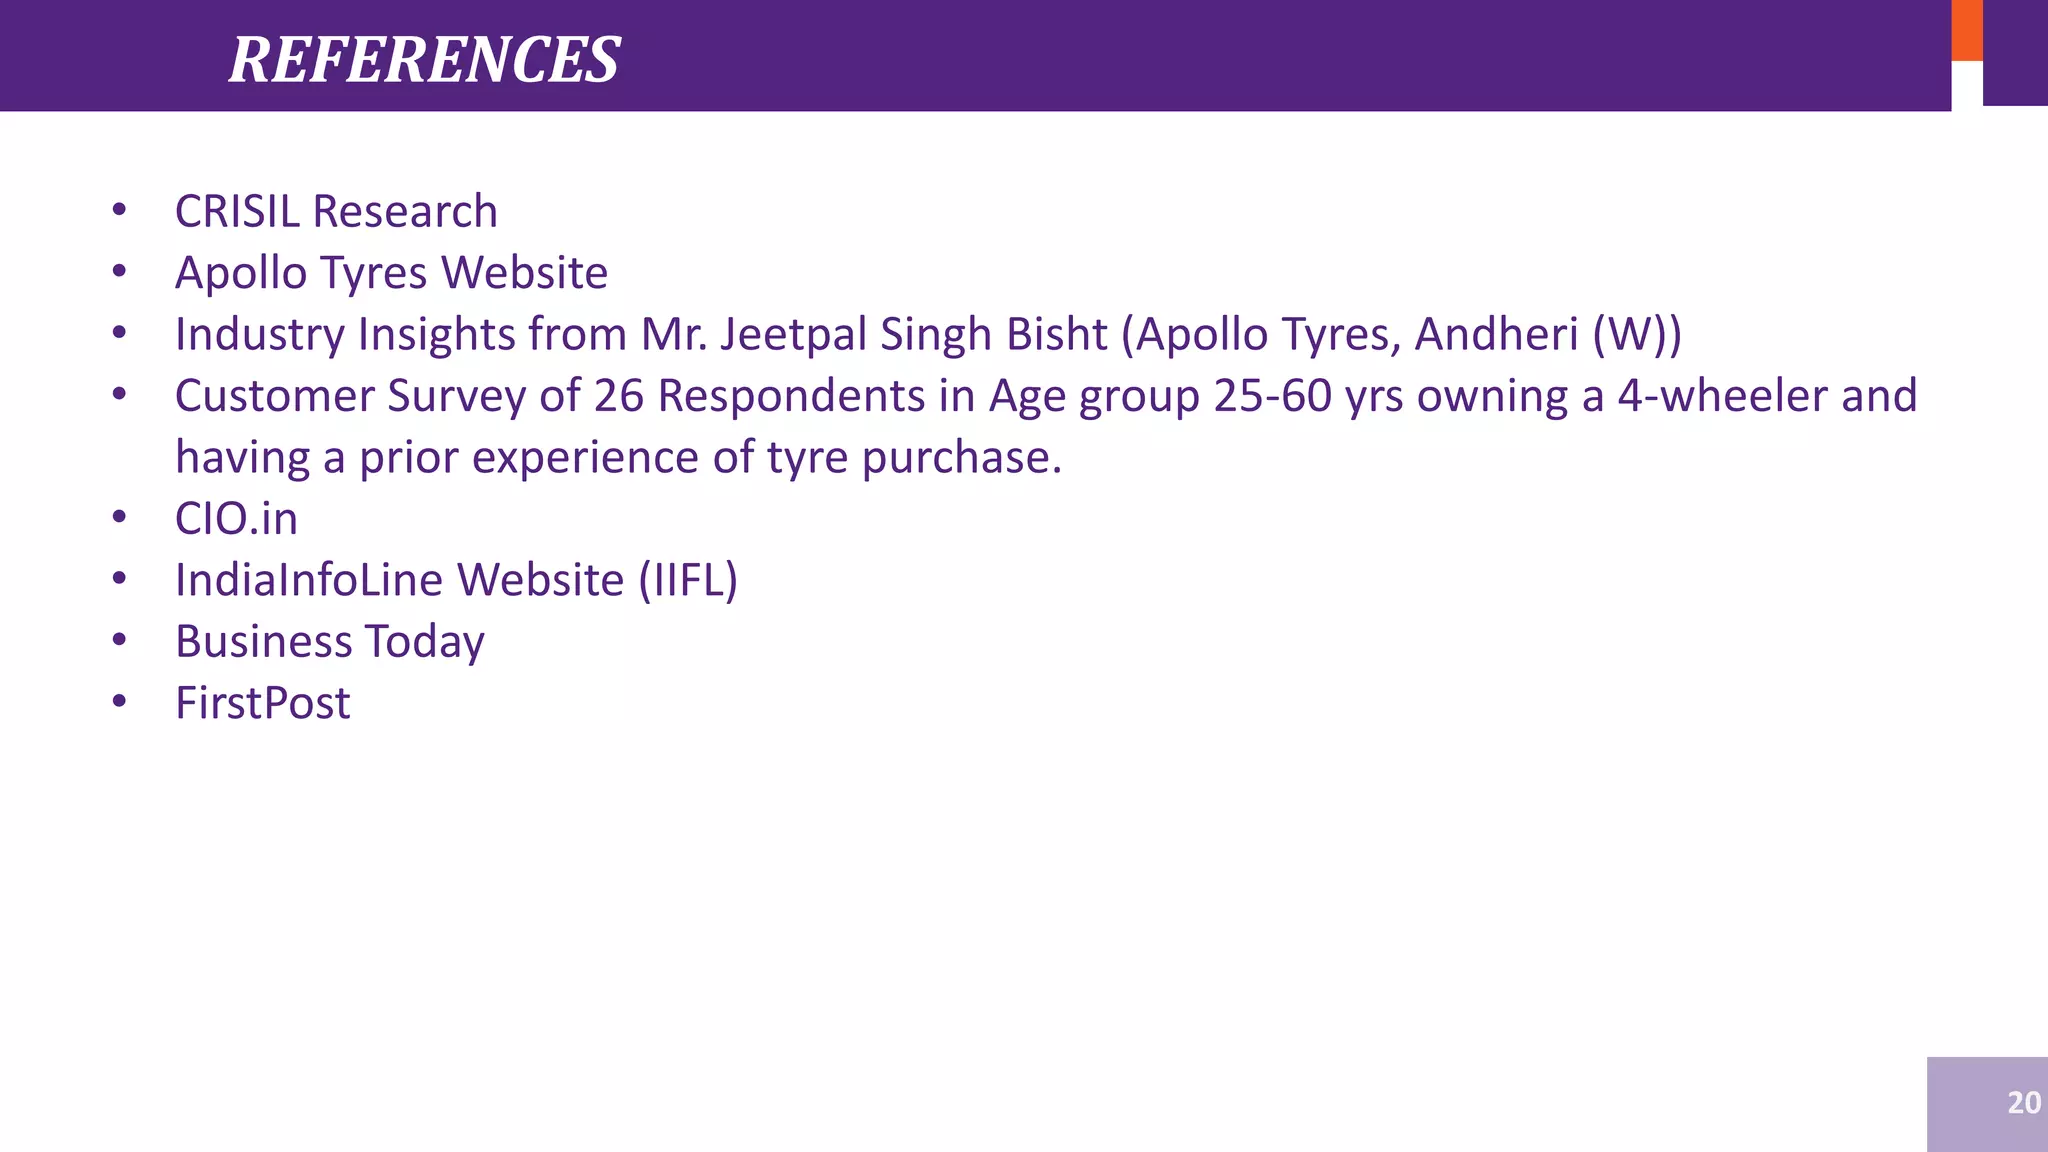 REFERENCES
• CRISIL Research
• Apollo Tyres Website
• Industry Insights from Mr. Jeetpal Singh Bisht (Apollo Tyres, Andheri (W))
• Customer Survey of 26 Respondents in Age group 25-60 yrs owning a 4-wheeler and
having a prior experience of tyre purchase.
• CIO.in
• IndiaInfoLine Website (IIFL)
• Business Today
• FirstPost
20